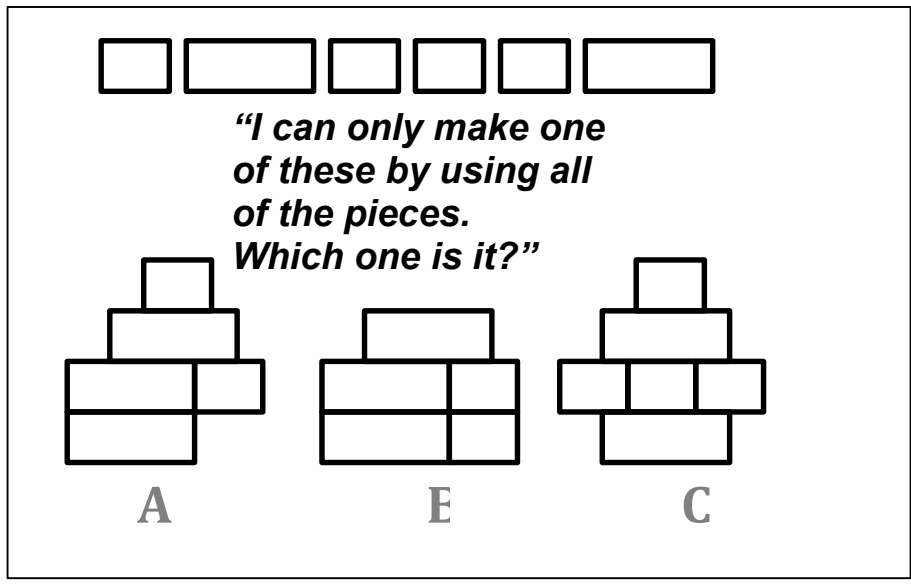 “I can only make one
of these by using all
of the pieces.
Which one is it?”
A B C